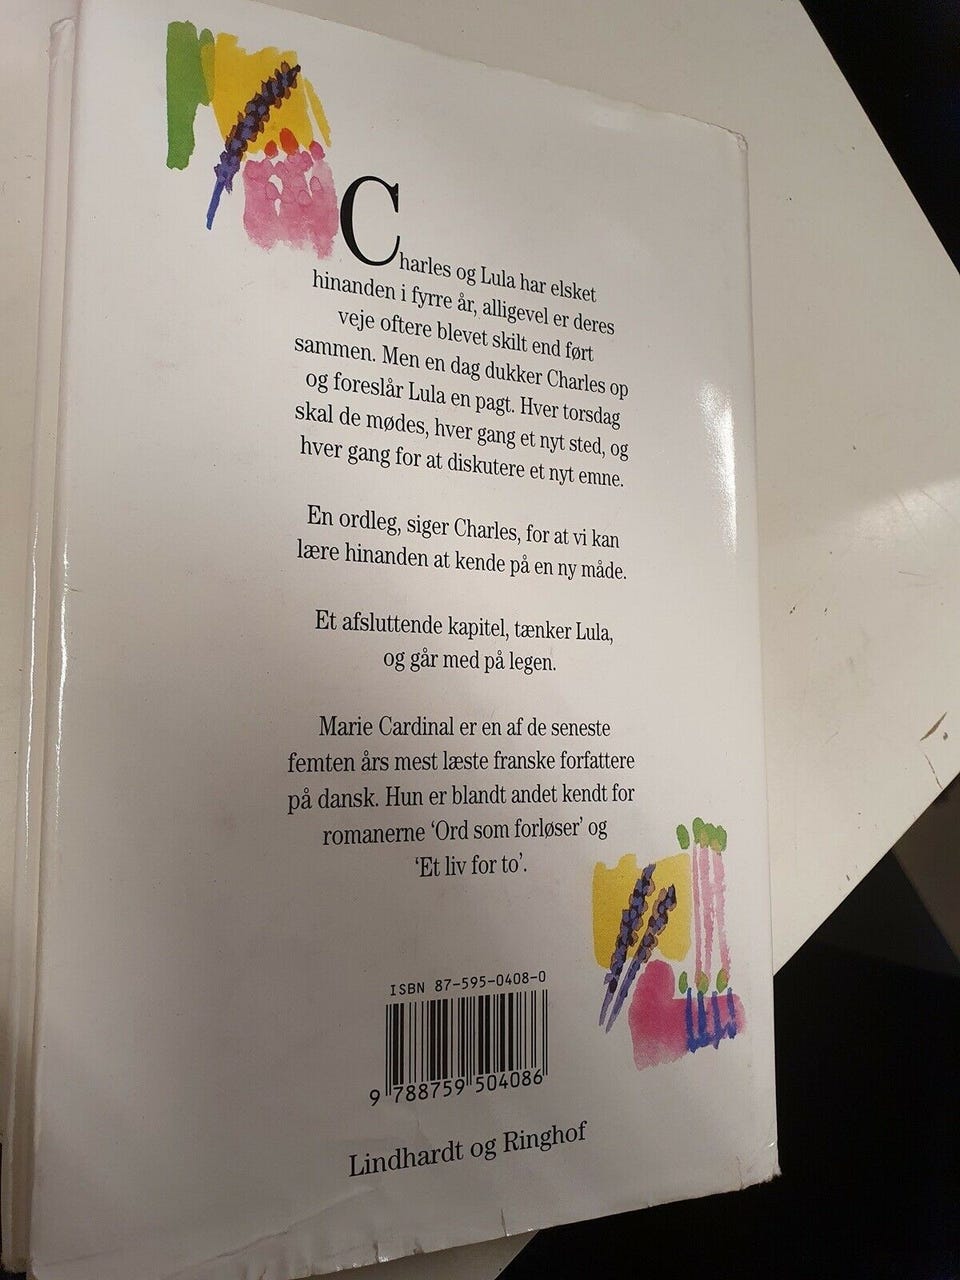 Charles og Lula har elsket
hinanden i fyrre år, alligevel er deres
veje oftere blevet skilt end ført
sammen. Men en dag dukker Charles op
og foreslår Lula en pagt. Hver torsdag
skal de mødes, hver gang et nyt sted, og
hver gang for at diskutere et nyt emne.
En ordleg, siger Charles, for at vi kan
lære hinanden at kende på en ny måde.
Et afsluttende kapitel, tænker Lula,
og går med på legen.
Marie Cardinal er en af de seneste
femten års mest læste franske forfattere
på dansk. Hun er blandt andet kendt for
romanerne ‘Ord som forløser’ og
‘Et liv for to’.
ISBN 87-595-0408-0
9 788759 504086
Lindhardt og Ringhof